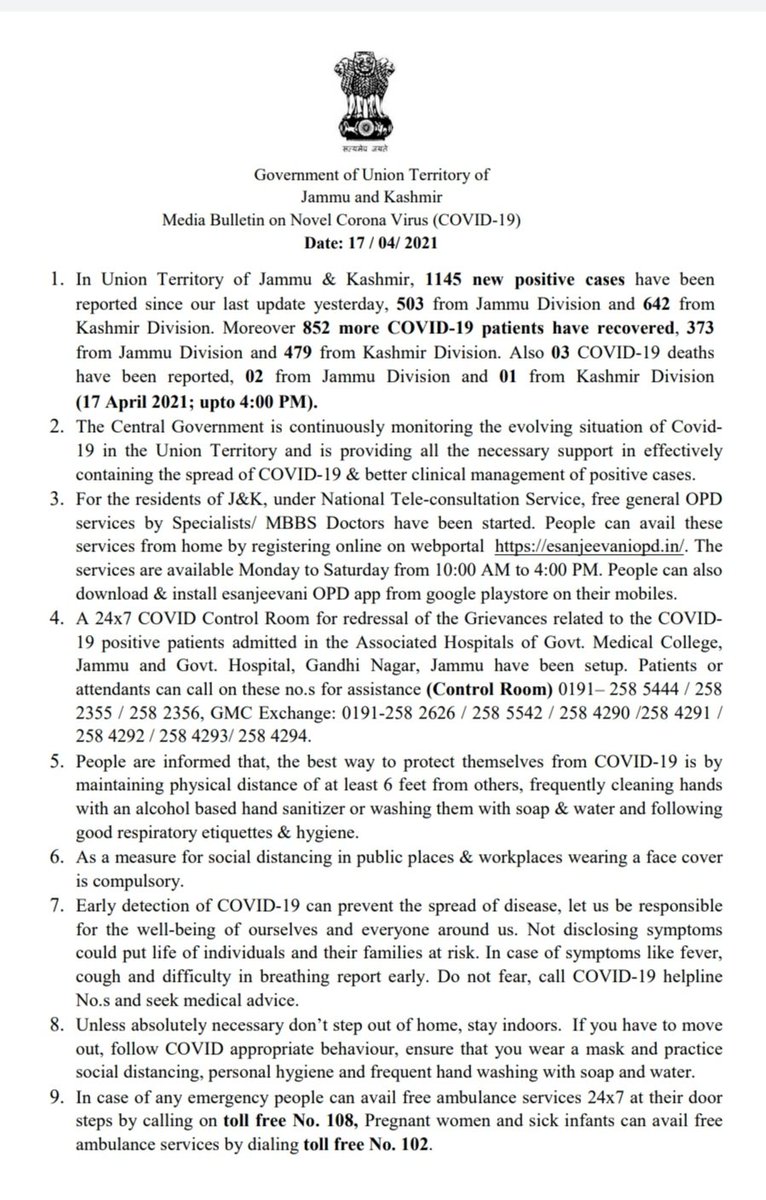 सत्यमेव जयते
Government of Union Territory of
Jammu and Kashmir
Media Bulletin on Novel Corona Virus (COVID-19)
Date: 17 / 04/ 2021
1. In Union Territory of Jammu & Kashmir, 1145 new positive cases have been
reported since our last update yesterday, 503 from Jammu Division and 642 from
Kashmir Division. Moreover 852 more COVID-19 patients have recovered, 373
from Jammu Division and 479 from Kashmir Division. Also 03 COVID-19 deaths
have been reported, 02 from Jammu Division and 01 from Kashmir Division
(17 April 2021; upto 4:00 PM).
2. The Central Government is continuously monitoring the evolving situation of Covid-
19 in the Union Territory and is providing all the necessary support in effectively
containing the spread of COVID-19 & better clinical management of positive cases.
3. For the residents of J&K, under National Tele-consultation Service, free general OPD
services by Specialists/ MBBS Doctors have been started. People can avail these
services from home by registering online on webportal https://esanjeevaniopd.in/. The
services are available Monday to Saturday from 10:00 AM to 4:00 PM. People can also
download & install esanjeevani OPD app from google playstore on their mobiles.
4. A 24x7 COVID Control Room for redressal of the Grievances related to the COVID-
19 positive patients admitted in the Associated Hospitals of Govt. Medical College,
Jammu and Govt. Hospital, Gandhi Nagar, Jammu have been setup. Patients or
attendants can call on these no.s for assistance (Control Room) 0191– 258 5444 / 258
2355 / 258 2356, GMC Exchange: 0191-258 2626 / 258 5542 / 258 4290 /258 4291 /
258 4292 / 258 4293/ 258 4294.
5. People are informed that, the best way to protect themselves from COVID-19 is by
maintaining physical distance of at least 6 feet from others, frequently cleaning hands
with an alcohol based hand sanitizer or washing them with soap & water and following
good respiratory etiquettes & hygiene.
6. As a measure for social distancing in public places & workplaces wearing a face cover
is compulsory.
7. Early detection of COVID-19 can prevent the spread of disease, let us be responsible
for the well-being of ourselves and everyone around us. Not disclosing symptoms
could put life of individuals and their families at risk. In case of symptoms like fever,
cough and difficulty in breathing report early. Do not fear, call COVID-19 helpline
No.s and seek medical advice.
8. Unless absolutely necessary don’t step out of home, stay indoors. If you have to move
out, follow COVID appropriate behaviour, ensure that you wear a mask and practice
social distancing, personal hygiene and frequent hand washing with soap and water.
9. In case of any emergency people can avail free ambulance services 24x7 at their door
steps by calling on toll free No. 108, Pregnant women and sick infants can avail free
ambulance services by dialing toll free No. 102.